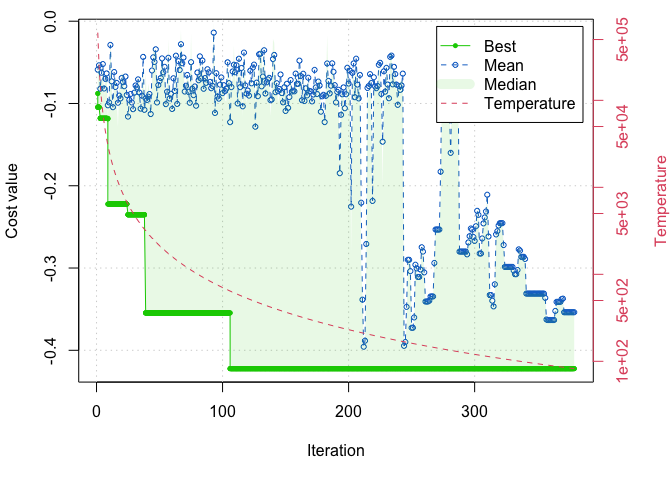 0.0
-0.1
-0.2
-0.3
-0.4
Cost value
0
100
200
300
Iteration
5e+05
5e+04
5e+03
5e+02
1e+02
Temperature
Best
Mean
Median
Temperature